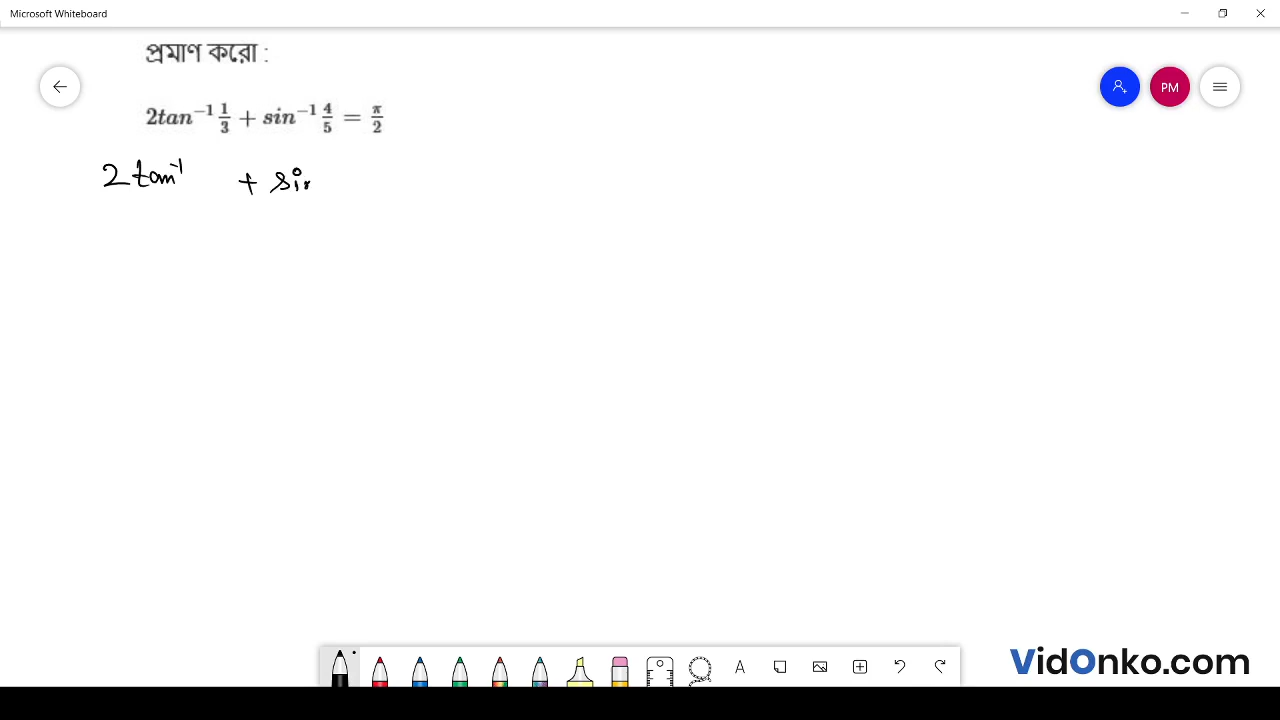 Microsoft Whiteboard
প্রমাণ করো :
2tan⁻¹ 1/3 + sin⁻¹ 4/5 = π/2
2 tan⁻¹ + sin
PM
A
VidOnko.com